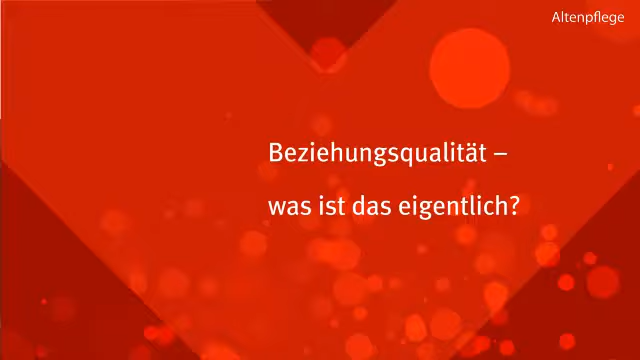 Altenpflege
Beziehungsqualität –
was ist das eigentlich?